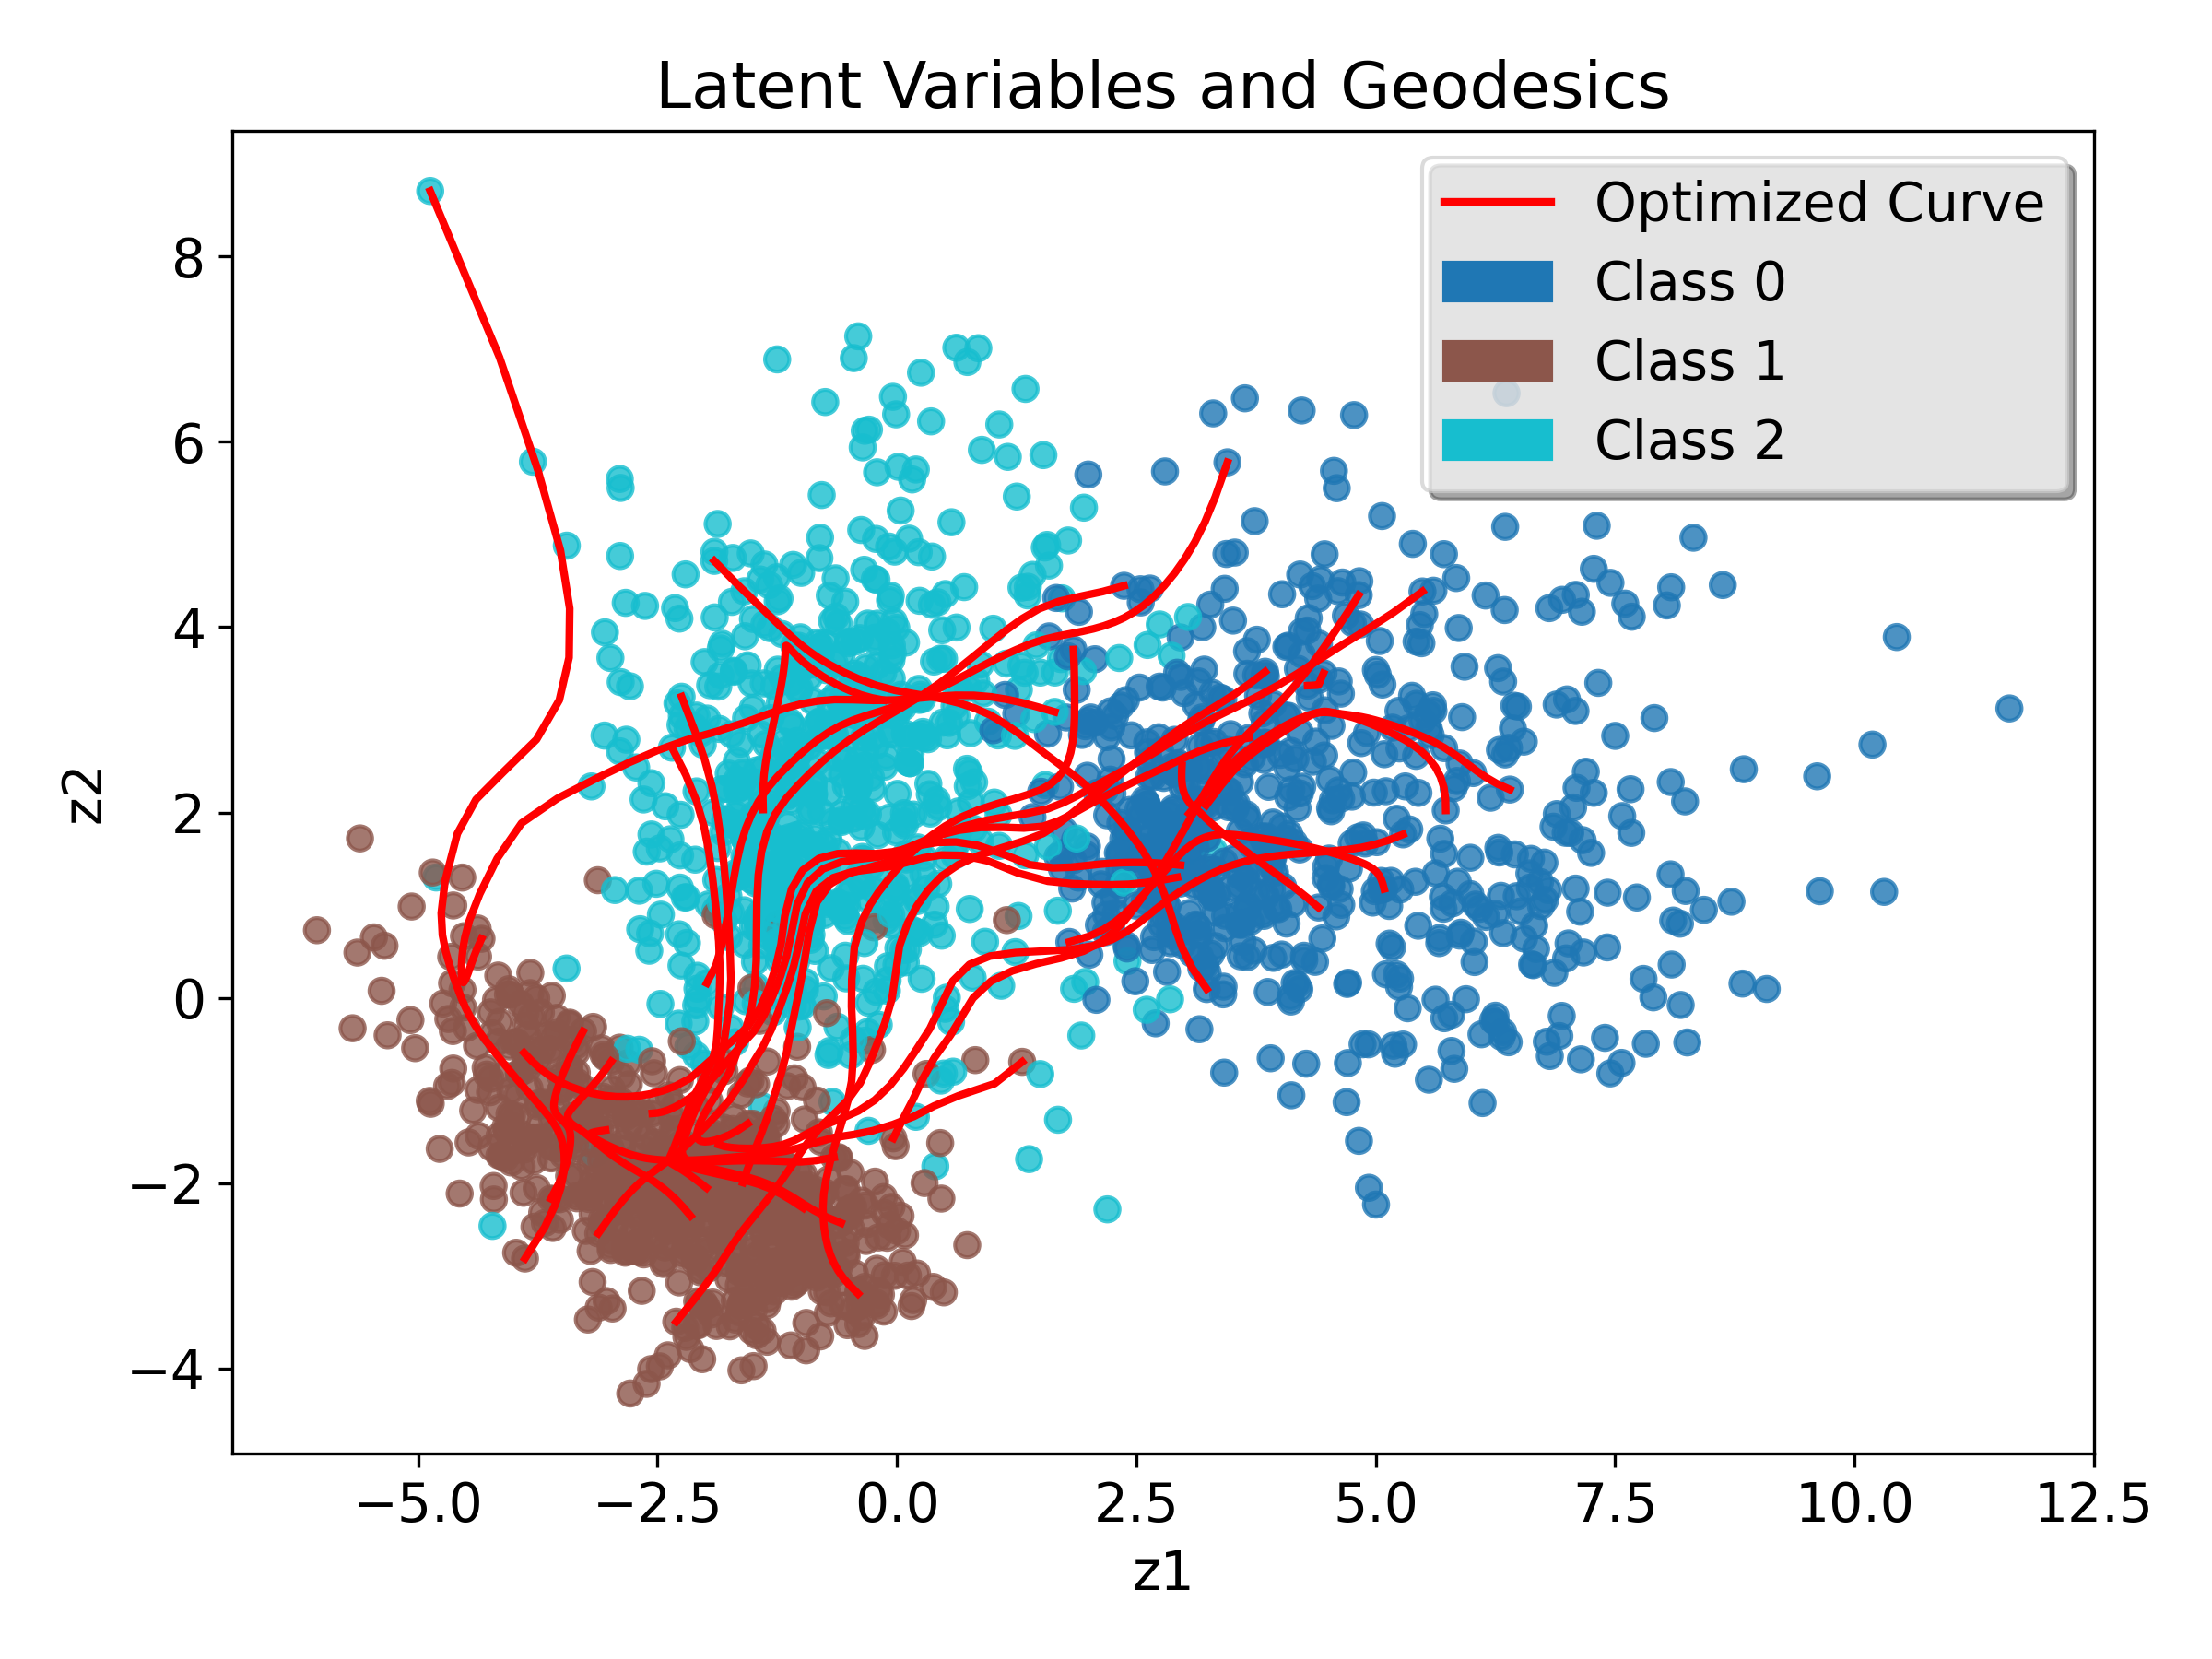 Latent Variables and Geodesics
Optimized Curve
Class 0
Class 1
Class 2
8
6
4
2
0
−2
−4
z2
−5.0 −2.5 0.0 2.5 5.0 7.5 10.0 12.5
z1